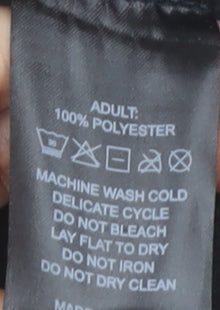 ADULT:
100% POLYESTER
30
MACHINE WASH COLD
DELICATE CYCLE
DO NOT BLEACH
LAY FLAT TO DRY
DO NOT IRON
DO NOT DRY CLEAN